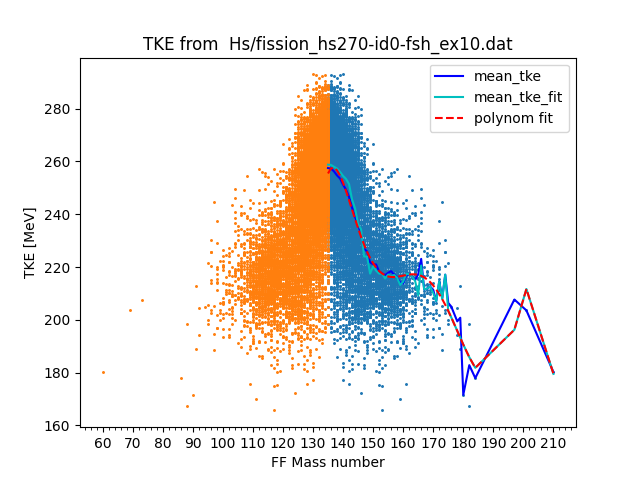 TKE from  Hs/fission_hs270-id0-fsh_ex10.dat
mean_tke
mean_tke_fit
polynom fit
TKE [MeV]
280
260
240
220
200
180
160
60 70 80 90 100 110 120 130 140 150 160 170 180 190 200 210
FF Mass number